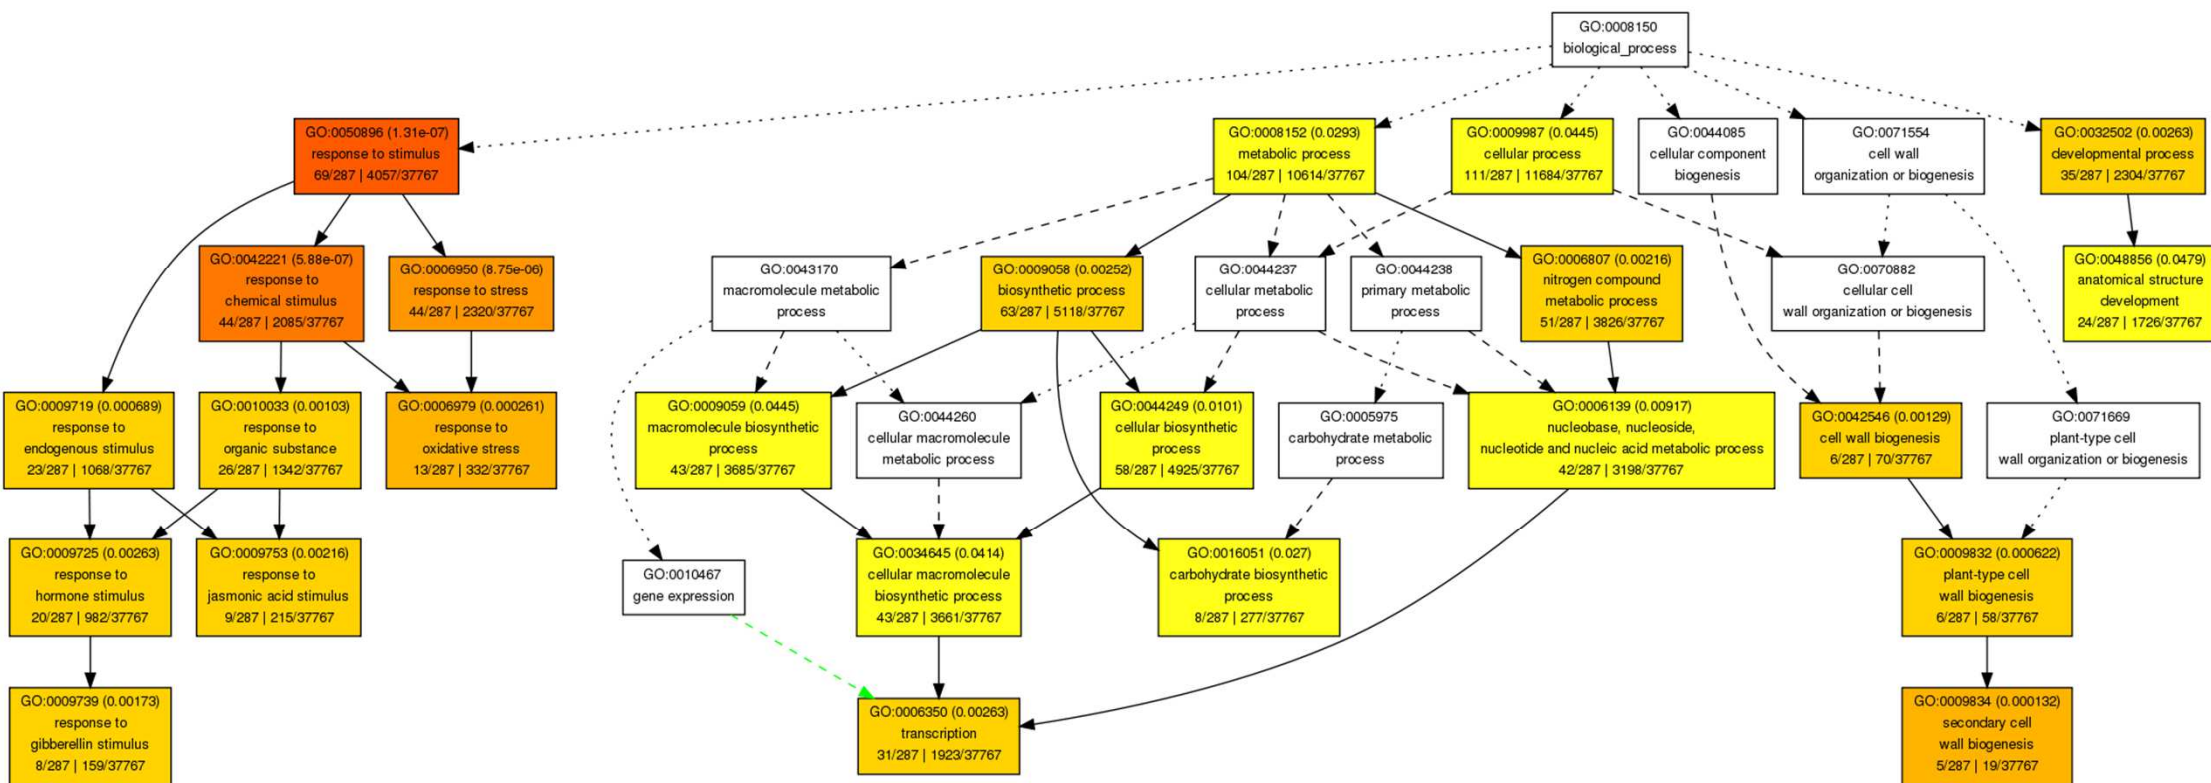 GO:0008150
biological_process
GO:0050896 (1.31e-07)
response to stimulus
69/287 | 4057/37767
GO:0008152 (0.0293)
metabolic process
104/287 | 10614/37767
GO:0009987 (0.0445)
cellular process
111/287 | 11684/37767
GO:0044085
cellular component
biogenesis
GO:0071554
cell wall
organization or biogenesis
GO:0032502 (0.00263)
developmental process
35/287 | 2304/37767
GO:0042221 (5.88e-07)
response to
chemical stimulus
44/287 | 2085/37767
GO:0006950 (8.75e-06)
response to stress
44/287 | 2320/37767
GO:0043170
macromolecule metabolic
process
GO:0009058 (0.00252)
biosynthetic process
63/287 | 5118/37767
GO:0044237
cellular metabolic
process
GO:0044238
primary metabolic
process
GO:0006807 (0.00216)
nitrogen compound
metabolic process
51/287 | 3826/37767
GO:0070882
cellular cell
wall organization or biogenesis
GO:0048856 (0.0479)
anatomical structure
development
24/287 | 1726/37767
GO:0009719 (0.000689)
response to
endogenous stimulus
23/287 | 1068/37767
GO:0010033 (0.00103)
response to
organic substance
26/287 | 1342/37767
GO:0006979 (0.000261)
response to
oxidative stress
13/287 | 332/37767
GO:0009059 (0.0445)
macromolecule biosynthetic
process
43/287 | 3685/37767
GO:0044260
cellular macromolecule
metabolic process
GO:0044249 (0.0101)
cellular biosynthetic
process
58/287 | 4925/37767
GO:0005975
carbohydrate metabolic
process
GO:0006139 (0.00917)
nucleobase, nucleoside,
nucleotide and nucleic acid metabolic process
42/287 | 3198/37767
GO:0042546 (0.00129)
cell wall biogenesis
6/287 | 70/37767
GO:0071669
plant-type cell
wall organization or biogenesis
GO:0009725 (0.00263)
response to
hormone stimulus
20/287 | 982/37767
GO:0009753 (0.00216)
response to
jasmonic acid stimulus
9/287 | 215/37767
GO:0010467
gene expression
GO:0034645 (0.0414)
cellular macromolecule
biosynthetic process
43/287 | 3661/37767
GO:0016051 (0.027)
carbohydrate biosynthetic
process
8/287 | 277/37767
GO:0009832 (0.000622)
plant-type cell
wall biogenesis
6/287 | 58/37767
GO:0009739 (0.00173)
response to
gibberellin stimulus
8/287 | 159/37767
GO:0006350 (0.00263)
transcription
31/287 | 1923/37767
GO:0009834 (0.000132)
secondary cell
wall biogenesis
5/287 | 19/37767